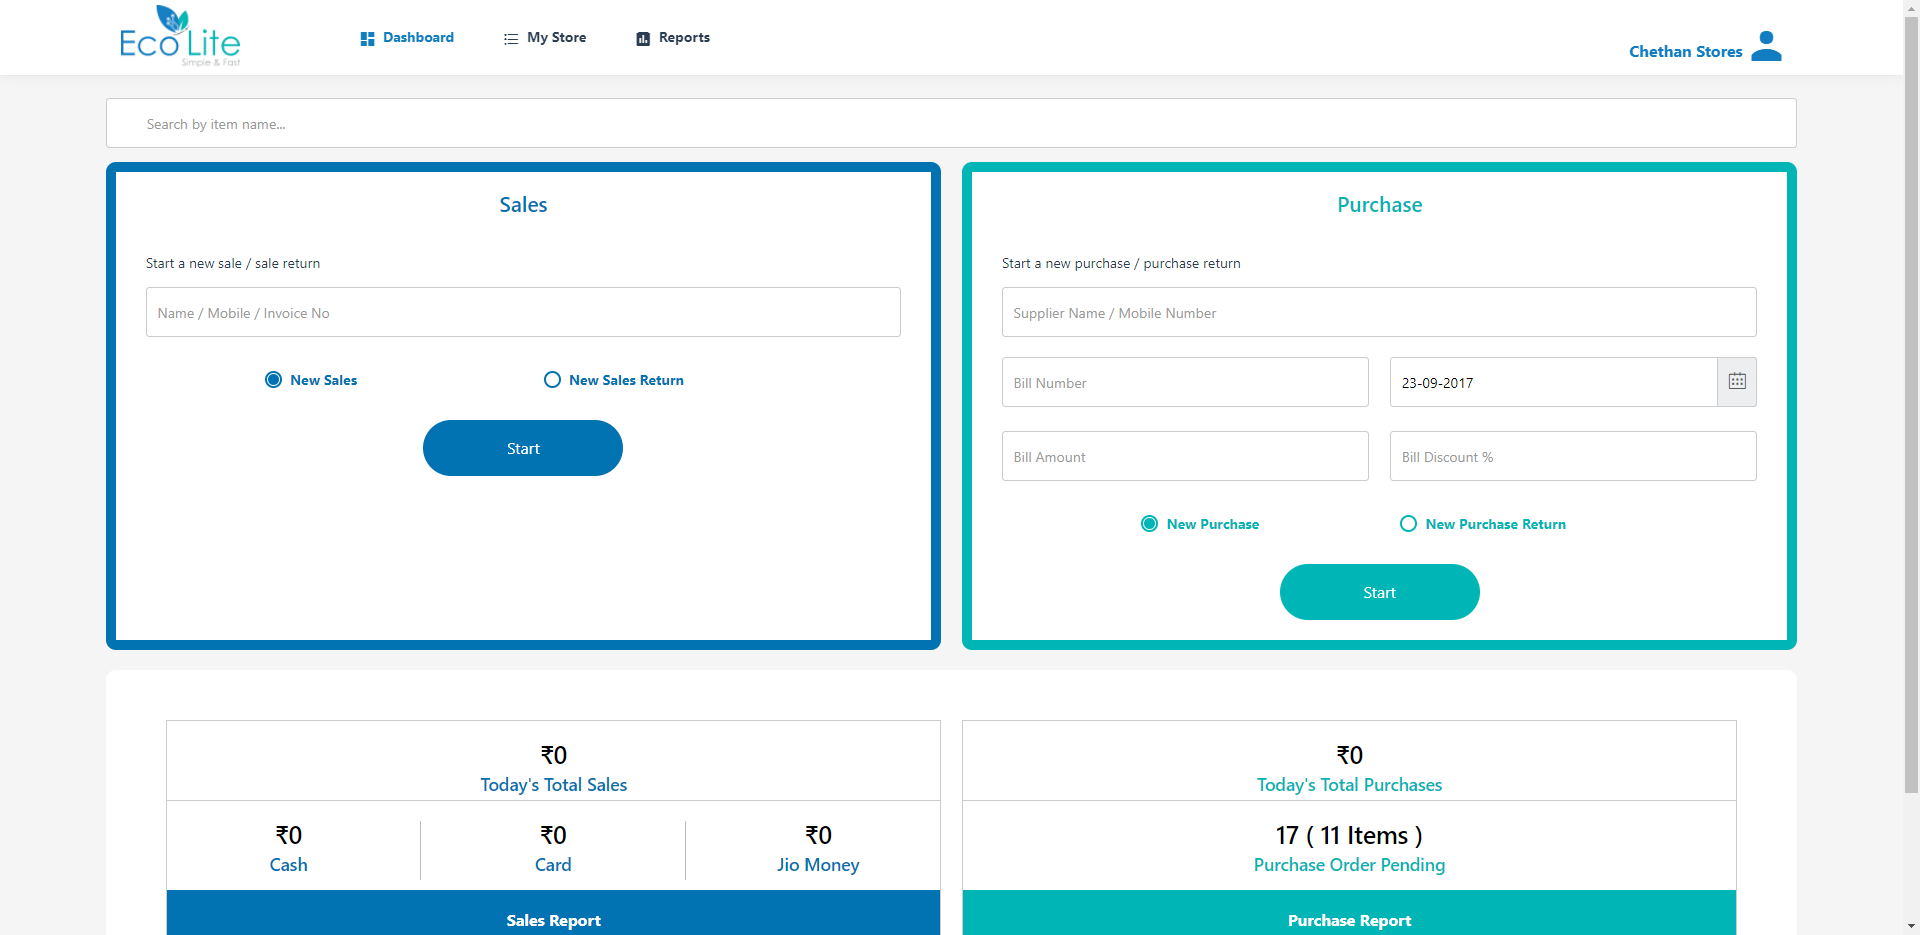 Eco Lite
Simple & Fast
Dashboard
My Store
Reports
Chethan Stores
Search by item name...
Sales
Start a new sale / sale return
Name / Mobile / Invoice No
New Sales
New Sales Return
Start
Purchase
Start a new purchase / purchase return
Supplier Name / Mobile Number
Bill Number
23-09-2017
Bill Amount
Bill Discount %
New Purchase
New Purchase Return
Start
₹0
Today's Total Sales
₹0
Cash
₹0
Card
₹0
Jio Money
Sales Report
₹0
Today's Total Purchases
17 ( 11 Items )
Purchase Order Pending
Purchase Report